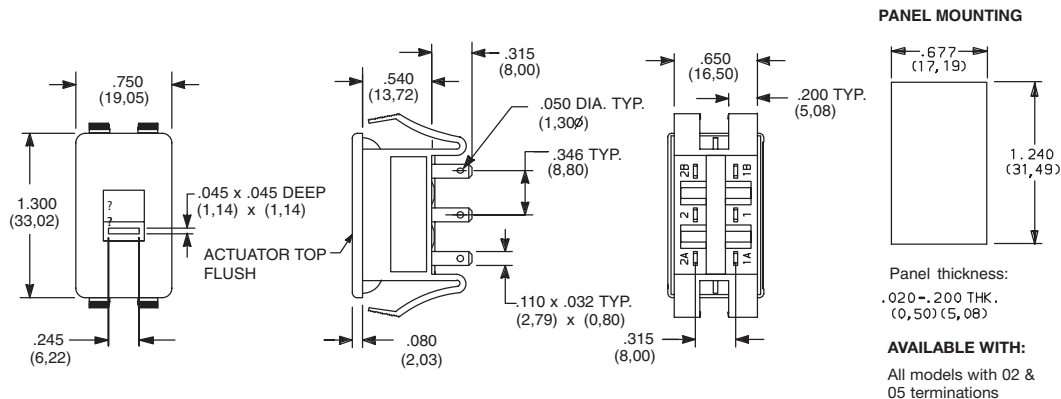 PANEL MOUNTING
.750
(19,05)
1.300
(33,02)
?
?
.045 x .045 DEEP
(1,14) x (1,14)
.245
(6,22)
ACTUATOR TOP
FLUSH
.540
(13,72)
.315
(8,00)
.050 DIA. TYP.
(1,30ø)
.346 TYP.
(8,80)
.110 x .032 TYP.
(2,79) x (0,80)
.080
(2,03)
.650
(16,50)
.200 TYP.
(5,08)
2B
1B
2
1
2A
1A
.315
(8,00)
.677
(17,19)
1.240
(31,49)
Panel thickness:
.020-.200 THK.
(0,50)(5,08)
AVAILABLE WITH:
All models with 02 &
05 terminations